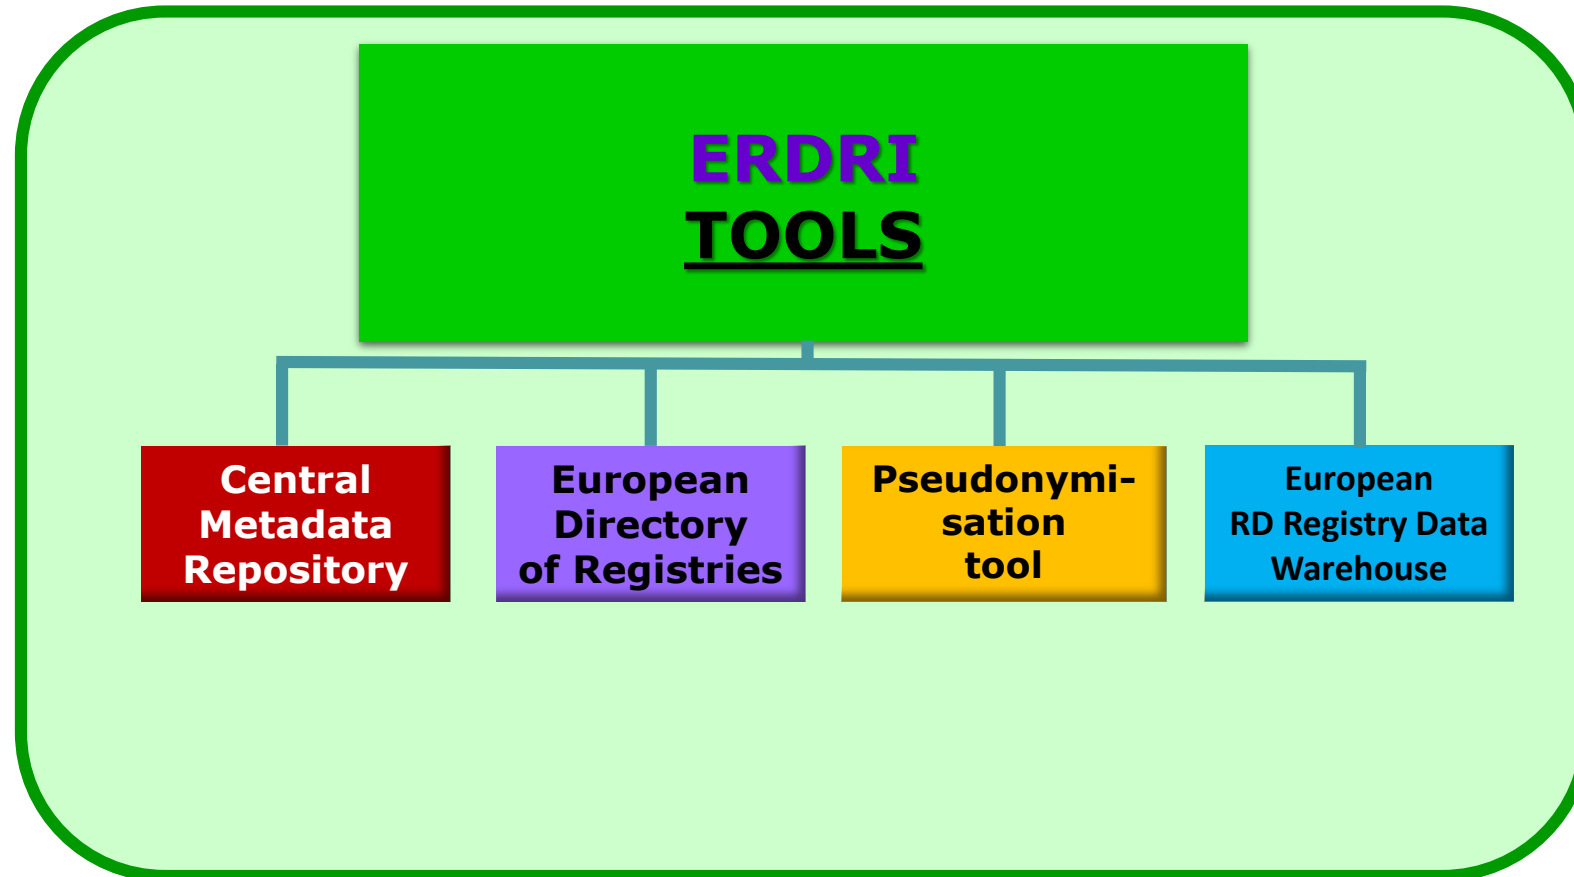 ERDRI
TOOLS
Central
Metadata
Repository
European
Directory
of Registries
Pseudonymi-
sation
tool
European
RD Registry Data
Warehouse